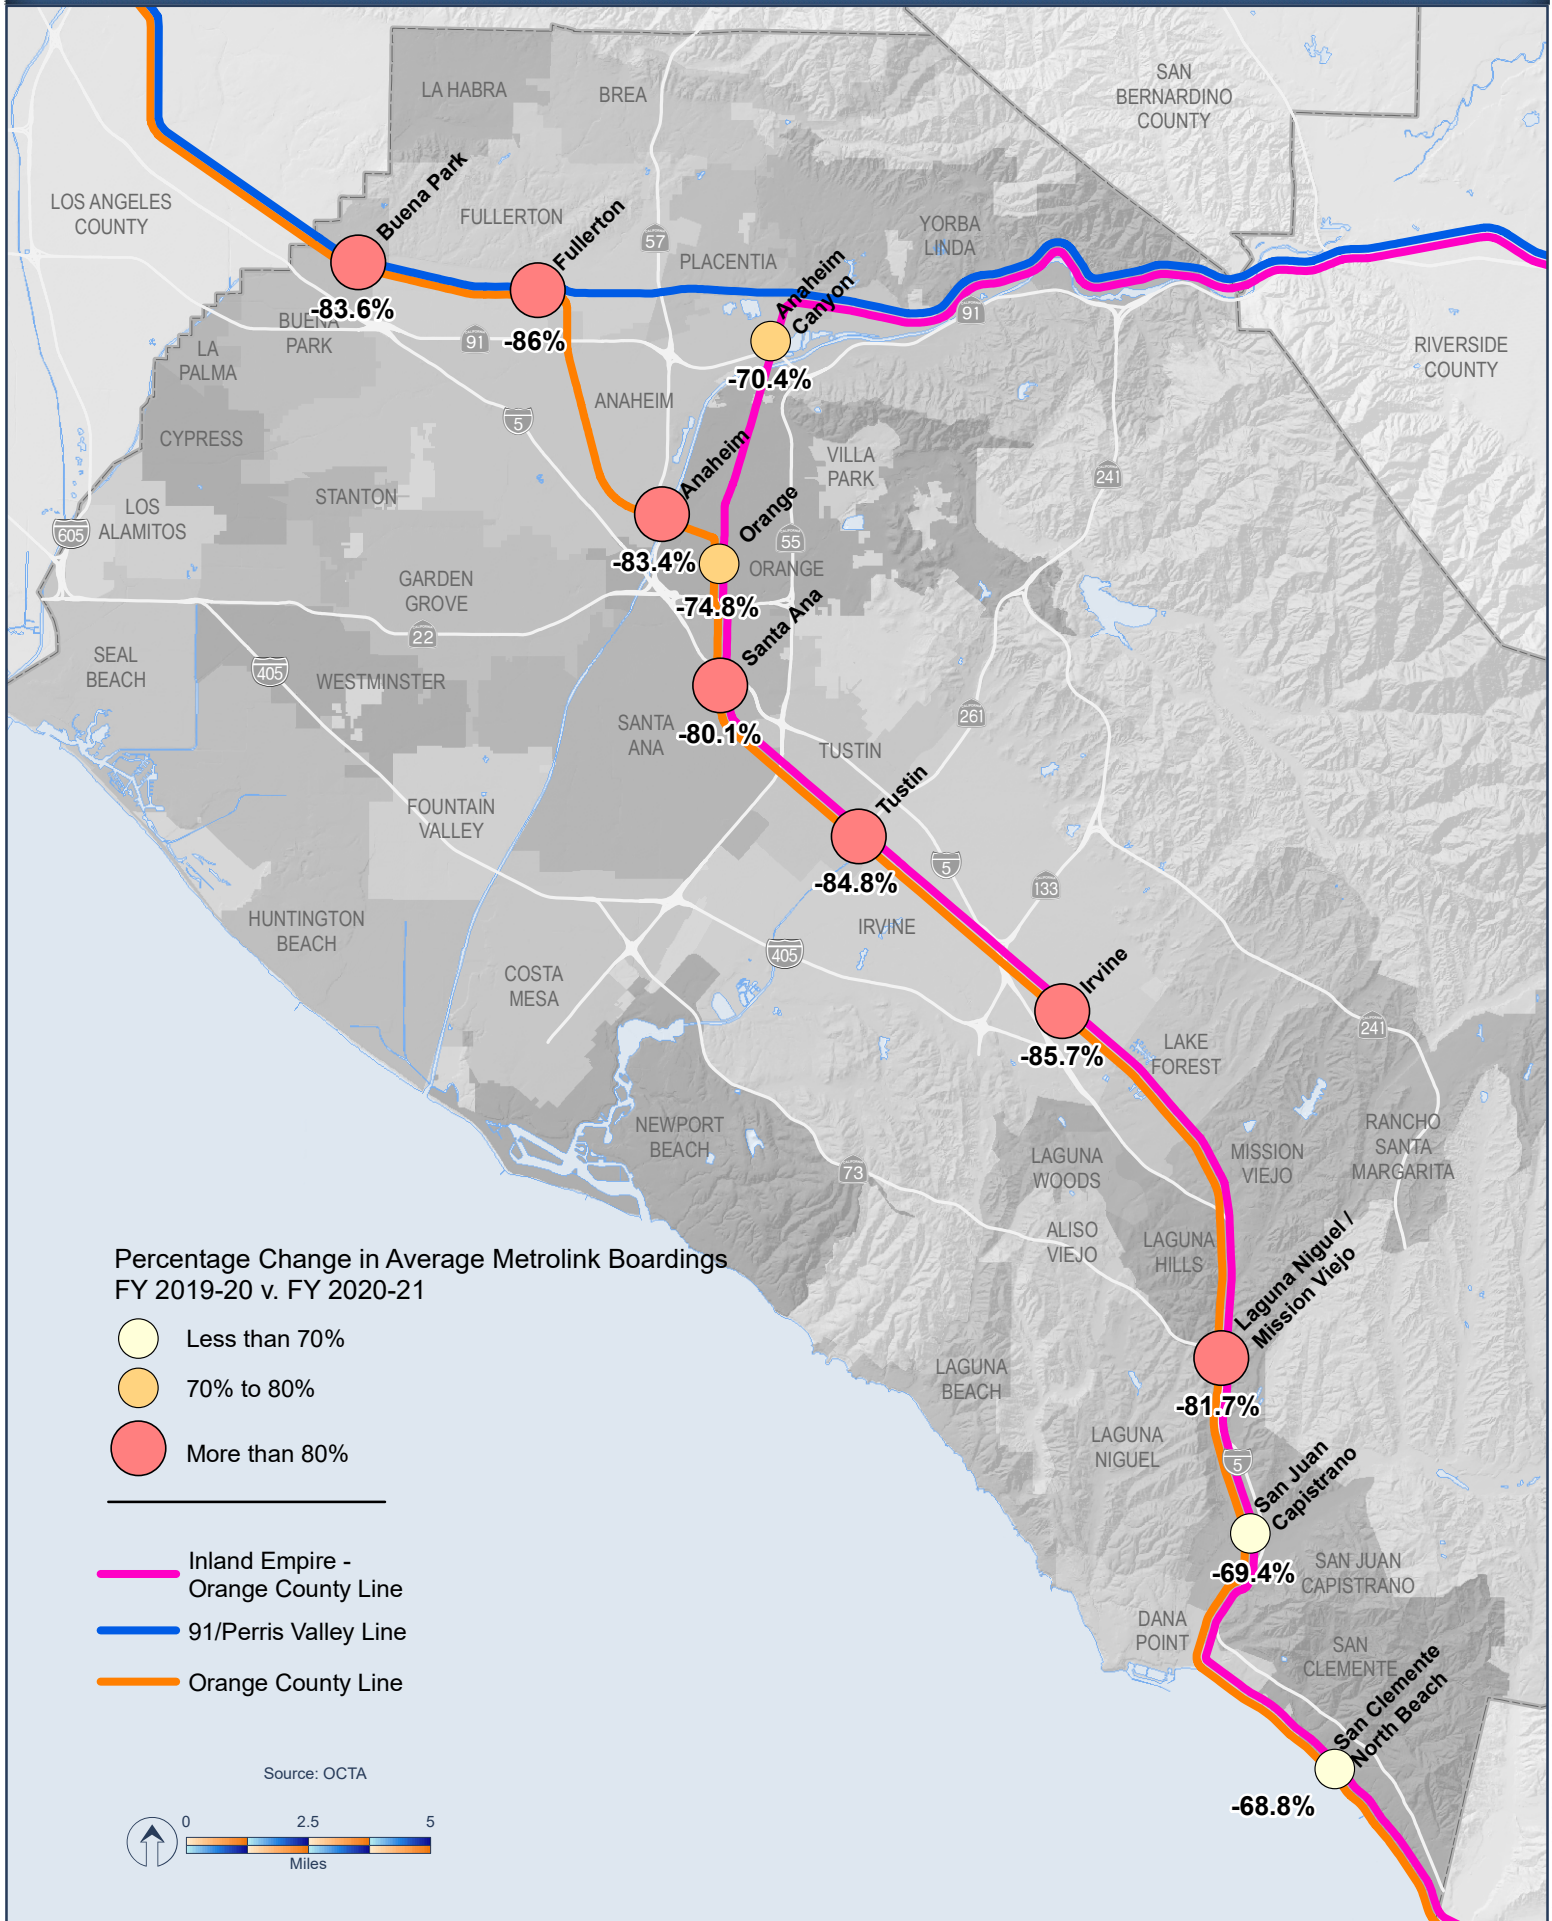 SAN
BERNARDINO
COUNTY
LA HABRA
BREA
LOS ANGELES
COUNTY
Buena Park
FULLERTON
Fullerton
57
PLACENTIA
YORBA
LINDA
Anaheim
Canyon
-83.6%
BUENA
PARK
91
-86%
91
LA
PALMA
RIVERSIDE
COUNTY
-70.4%
ANAHEIM
5
CYPRESS
Anaheim
VILLA
PARK
241
STANTON
LOS
ALAMITOS
605
Orange
55
-83.4%
ORANGE
GARDEN
GROVE
-74.8%
22
Santa Ana
SEAL
BEACH
405
WESTMINSTER
SANTA
ANA
-80.1%
261
TUSTIN
Tustin
FOUNTAIN
VALLEY
5
-84.8%
133
HUNTINGTON
BEACH
IRVINE
405
Irvine
COSTA
MESA
241
-85.7%
LAKE
FOREST
NEWPORT
BEACH
73
LAGUNA
WOODS
MISSION
VIEJO
RANCHO
SANTA
MARGARITA
ALISO
VIEJO
LAGUNA
HILLS
Laguna Niguel /
Mission Viejo
Percentage Change in Average Metrolink Boardings
FY 2019-20 v. FY 2020-21
Less than 70%
70% to 80%
More than 80%
LAGUNA
BEACH
-81.7%
LAGUNA
NIGUEL
5
San Juan
Capistrano
-69.4%
SAN JUAN
CAPISTRANO
DANA
POINT
SAN
CLEMENTE
San Clemente
North Beach
-68.8%
Inland Empire -
Orange County Line
91/Perris Valley Line
Orange County Line
Source: OCTA
0 2.5 5
Miles